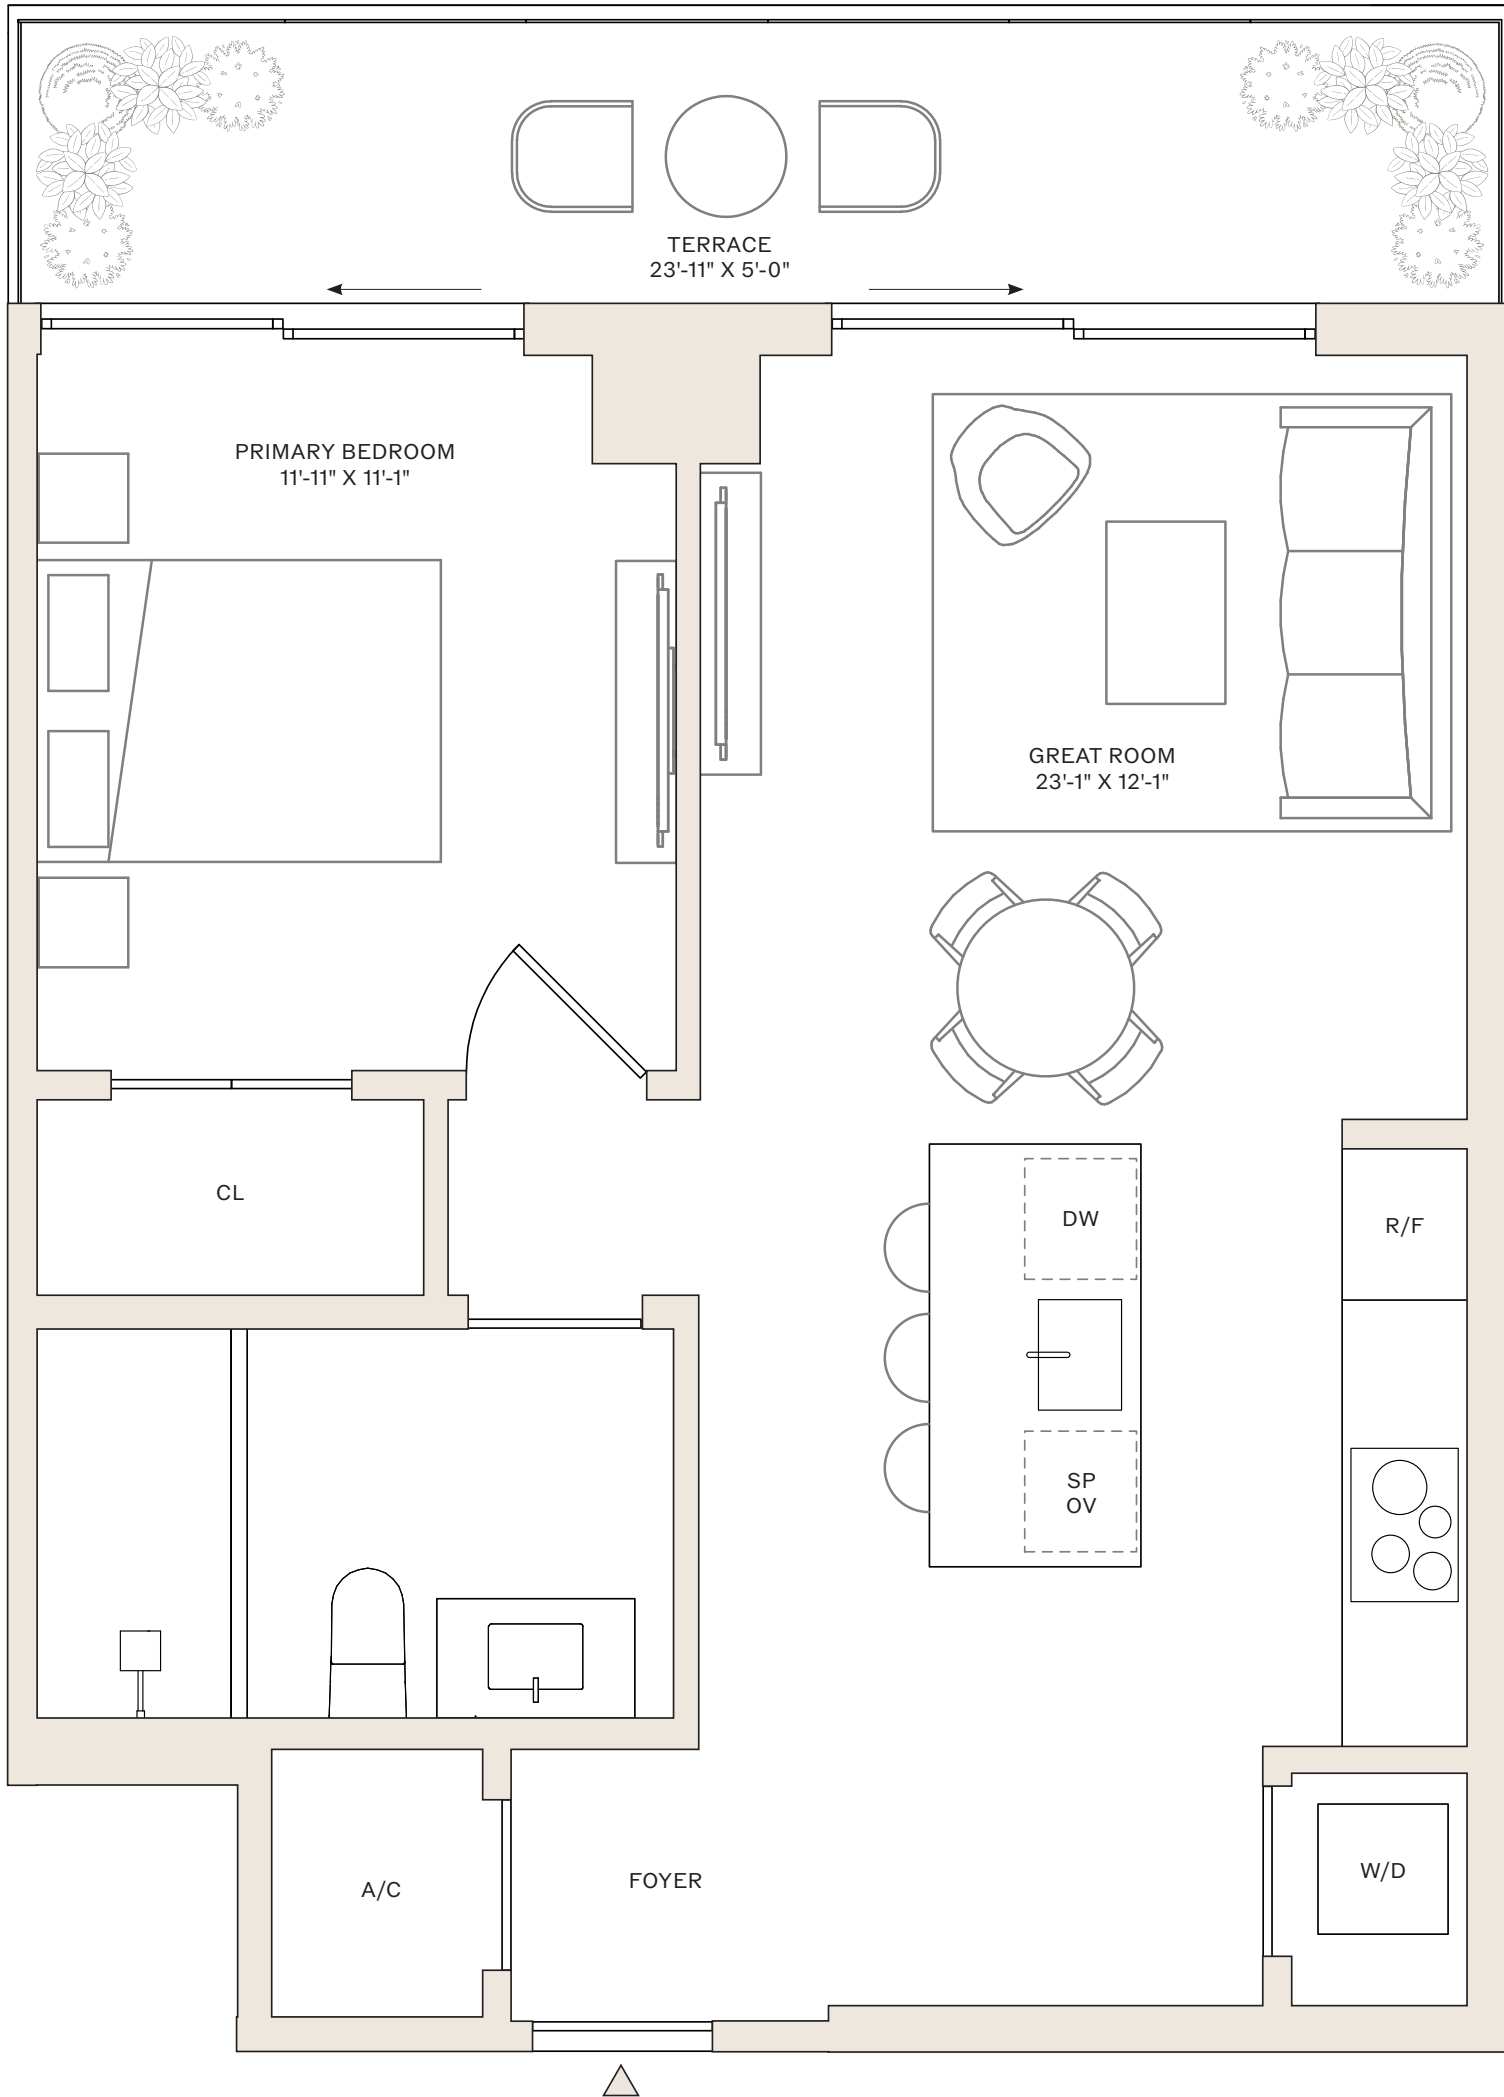 TERRACE
23'-11" X 5'-0"
PRIMARY BEDROOM
11'-11" X 11'-1"
GREAT ROOM
23'-1" X 12'-1"
CL
DW
R/F
SP
OV
A/C
FOYER
W/D